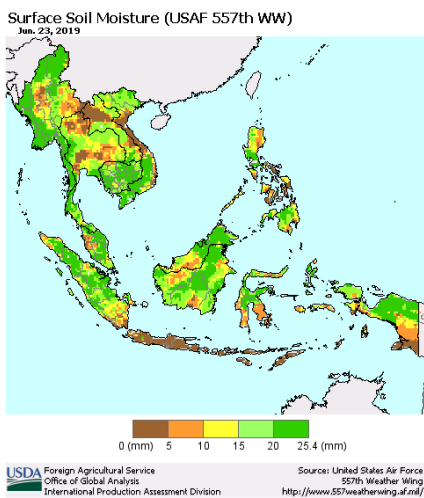 Surface Soil Moisture (USAF 557th WW)
Jun. 23, 2019
0 (mm) 5 10 15 20 25.4 (mm)
USDA Foreign Agricultural Service
Office of Global Analysis
International Production Assessment Division
Source: United States Air Force
557th Weather Wing
http://www.557weatherwing.af.mil/